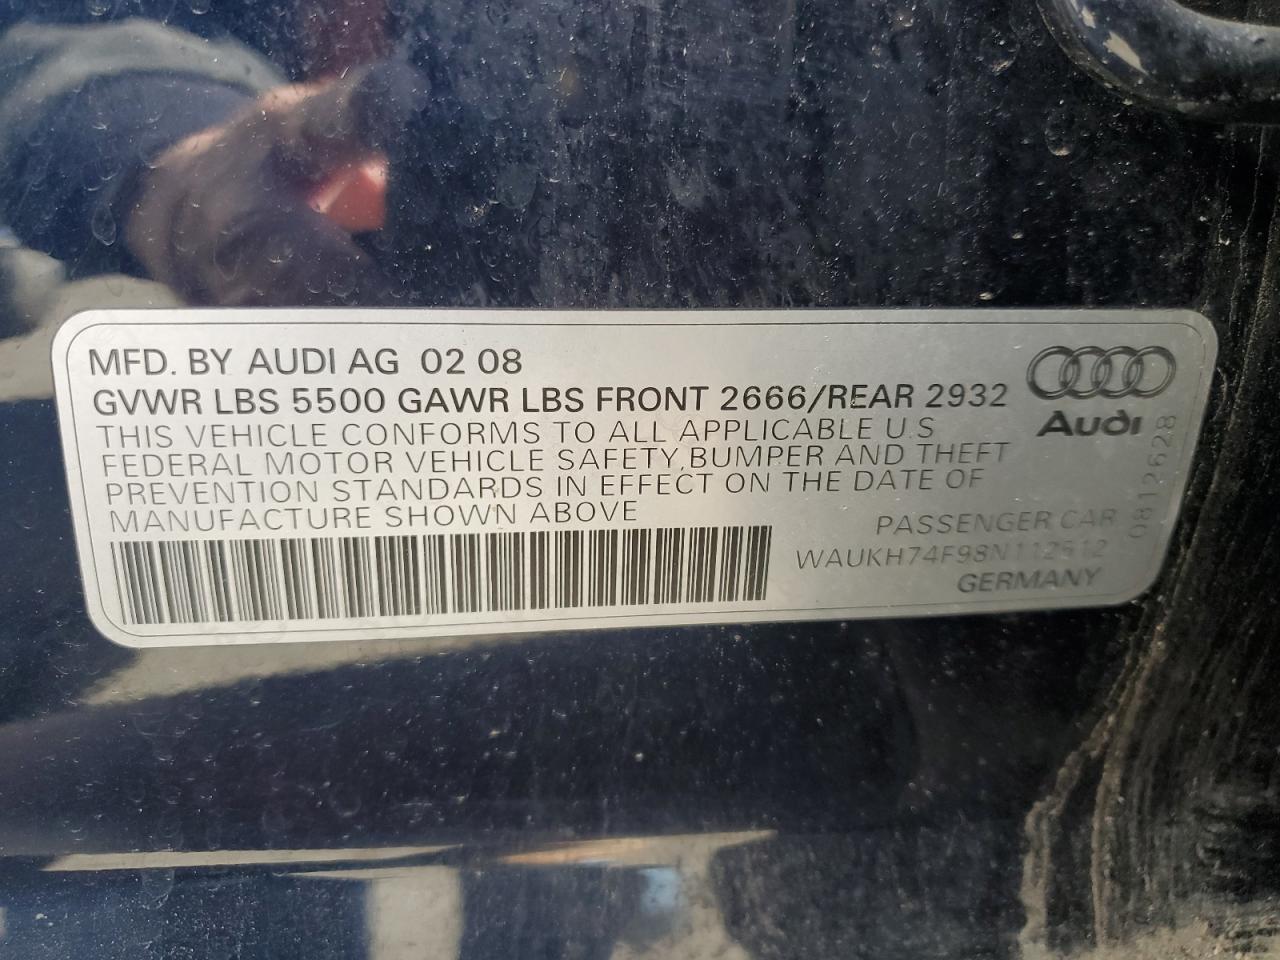 MFD. BY AUDI AG 02 08
GVWR LBS 5500 GAWR LBS FRONT 2666/REAR 2932
THIS VEHICLE CONFORMS TO ALL APPLICABLE U.S
FEDERAL MOTOR VEHICLE SAFETY, BUMPER AND THEFT
PREVENTION STANDARDS IN EFFECT ON THE DATE OF
MANUFACTURE SHOWN ABOVE
Audi
PASSENGER CAR
WAUKH74F98N112512
GERMANY
0812628